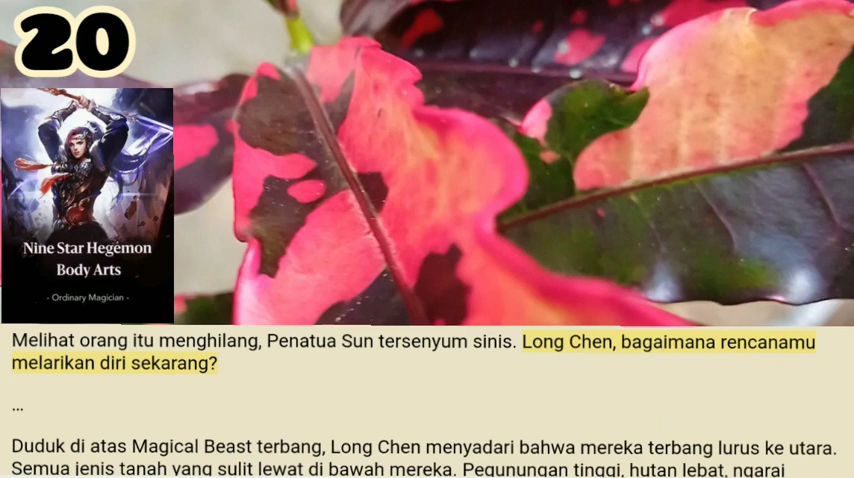 20
Nine Star Hegemon
Body Arts
- Ordinary Magician -
Melihat orang itu menghilang, Penatua Sun tersenyum sinis. Long Chen, bagaimana rencanamu
melarikan diri sekarang?
...
Duduk di atas Magical Beast terbang, Long Chen menyadari bahwa mereka terbang lurus ke utara.
Semua jenis tanah yang sulit lewat di bawah mereka. Pegunungan tinggi, hutan lebat, ngarai